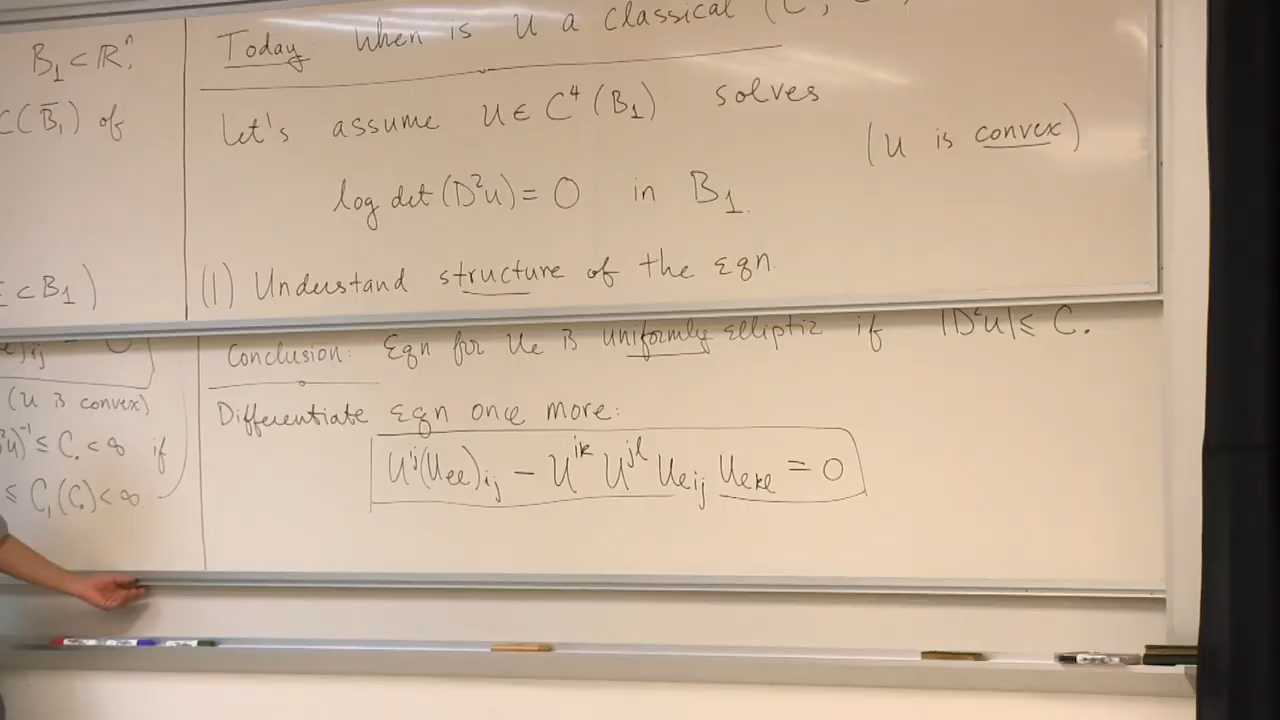 B₁ ⊂ ℝⁿ.
C(B̄₁) of
⊂ B₁)
Today: When is u a classical (C
Let's assume u ∈ C⁴(B₁) solves
(u is convex)
log det(D²u) = 0 in B₁.
(1) Understand structure of the Eqn
)ᵢⱼ = 0
(u is convex)
u)⁻¹ ≤ C₀ < ∞ if
≤ C₁(C₀) < ∞
Conclusion: Eqn for uₑ is uniformly elliptic if |D²u| ≤ C.
Differentiate Eqn once more:
uⁱʲ(uₑₑ)ᵢⱼ − uⁱᵏ uʲˡ uₑᵢⱼ uₑₖₗ = 0